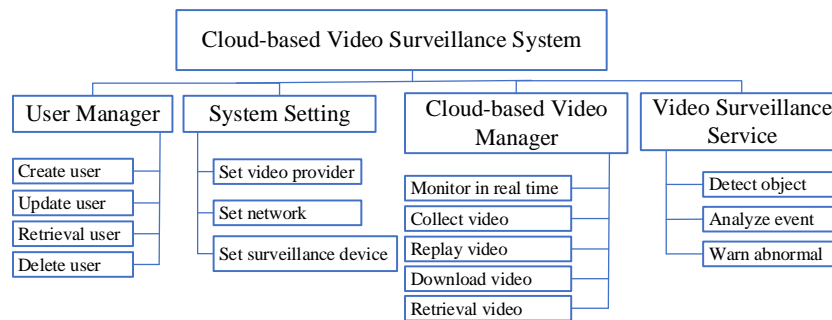 Cloud-based Video Surveillance System
User Manager
System Setting
Cloud-based Video
Manager
Video Surveillance
Service
Create user
Update user
Retrieval user
Delete user
Set video provider
Set network
Set surveillance device
Monitor in real time
Collect video
Replay video
Download video
Retrieval video
Detect object
Analyze event
Warn abnormal